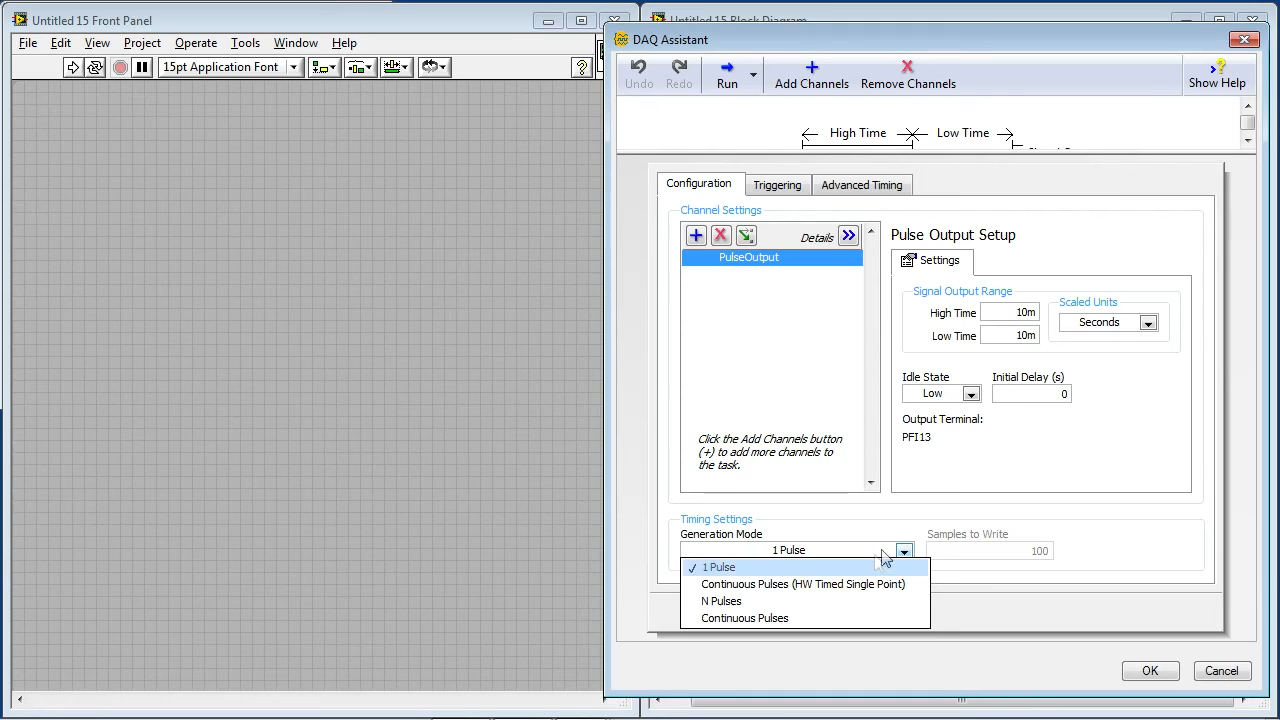 Untitled 15 Front Panel
Untitled 15 Block Diagram
File Edit View Project Operate Tools Window Help
15pt Application Font
?
DAQ Assistant
Undo Redo Run Add Channels Remove Channels Show Help
High Time Low Time
Configuration Triggering Advanced Timing
Channel Settings
Details
PulseOutput
Click the Add Channels button
(+) to add more channels to
the task.
Pulse Output Setup
Settings
Signal Output Range
High Time 10m
Low Time 10m
Scaled Units
Seconds
Idle State Initial Delay (s)
Low 0
Output Terminal:
PFI13
Timing Settings
Generation Mode Samples to Write
1 Pulse 100
✓ 1 Pulse
Continuous Pulses (HW Timed Single Point)
N Pulses
Continuous Pulses
OK Cancel